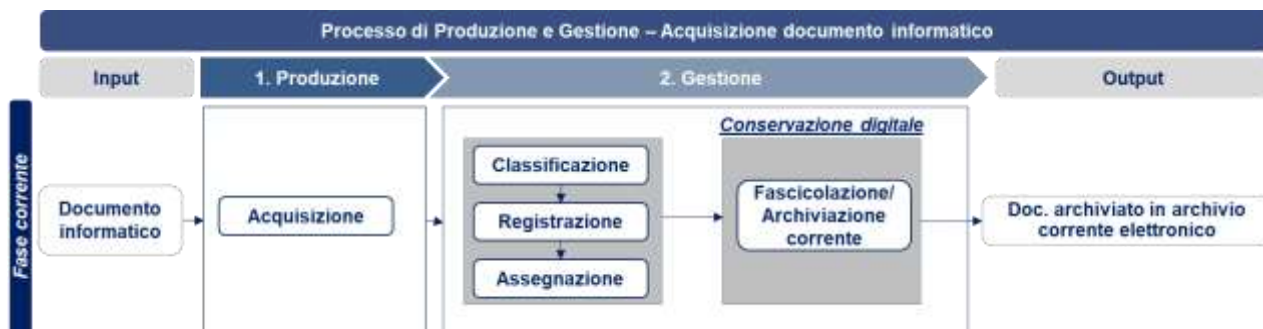 Processo di Produzione e Gestione – Acquisizione documento informatico
Input
1. Produzione
2. Gestione
Output
Fase corrente
Documento
informatico
Acquisizione
Classificazione
Registrazione
Assegnazione
Conservazione digitale
Fascicolazione/
Archiviazione
corrente
Doc. archiviato in archivio
corrente elettronico